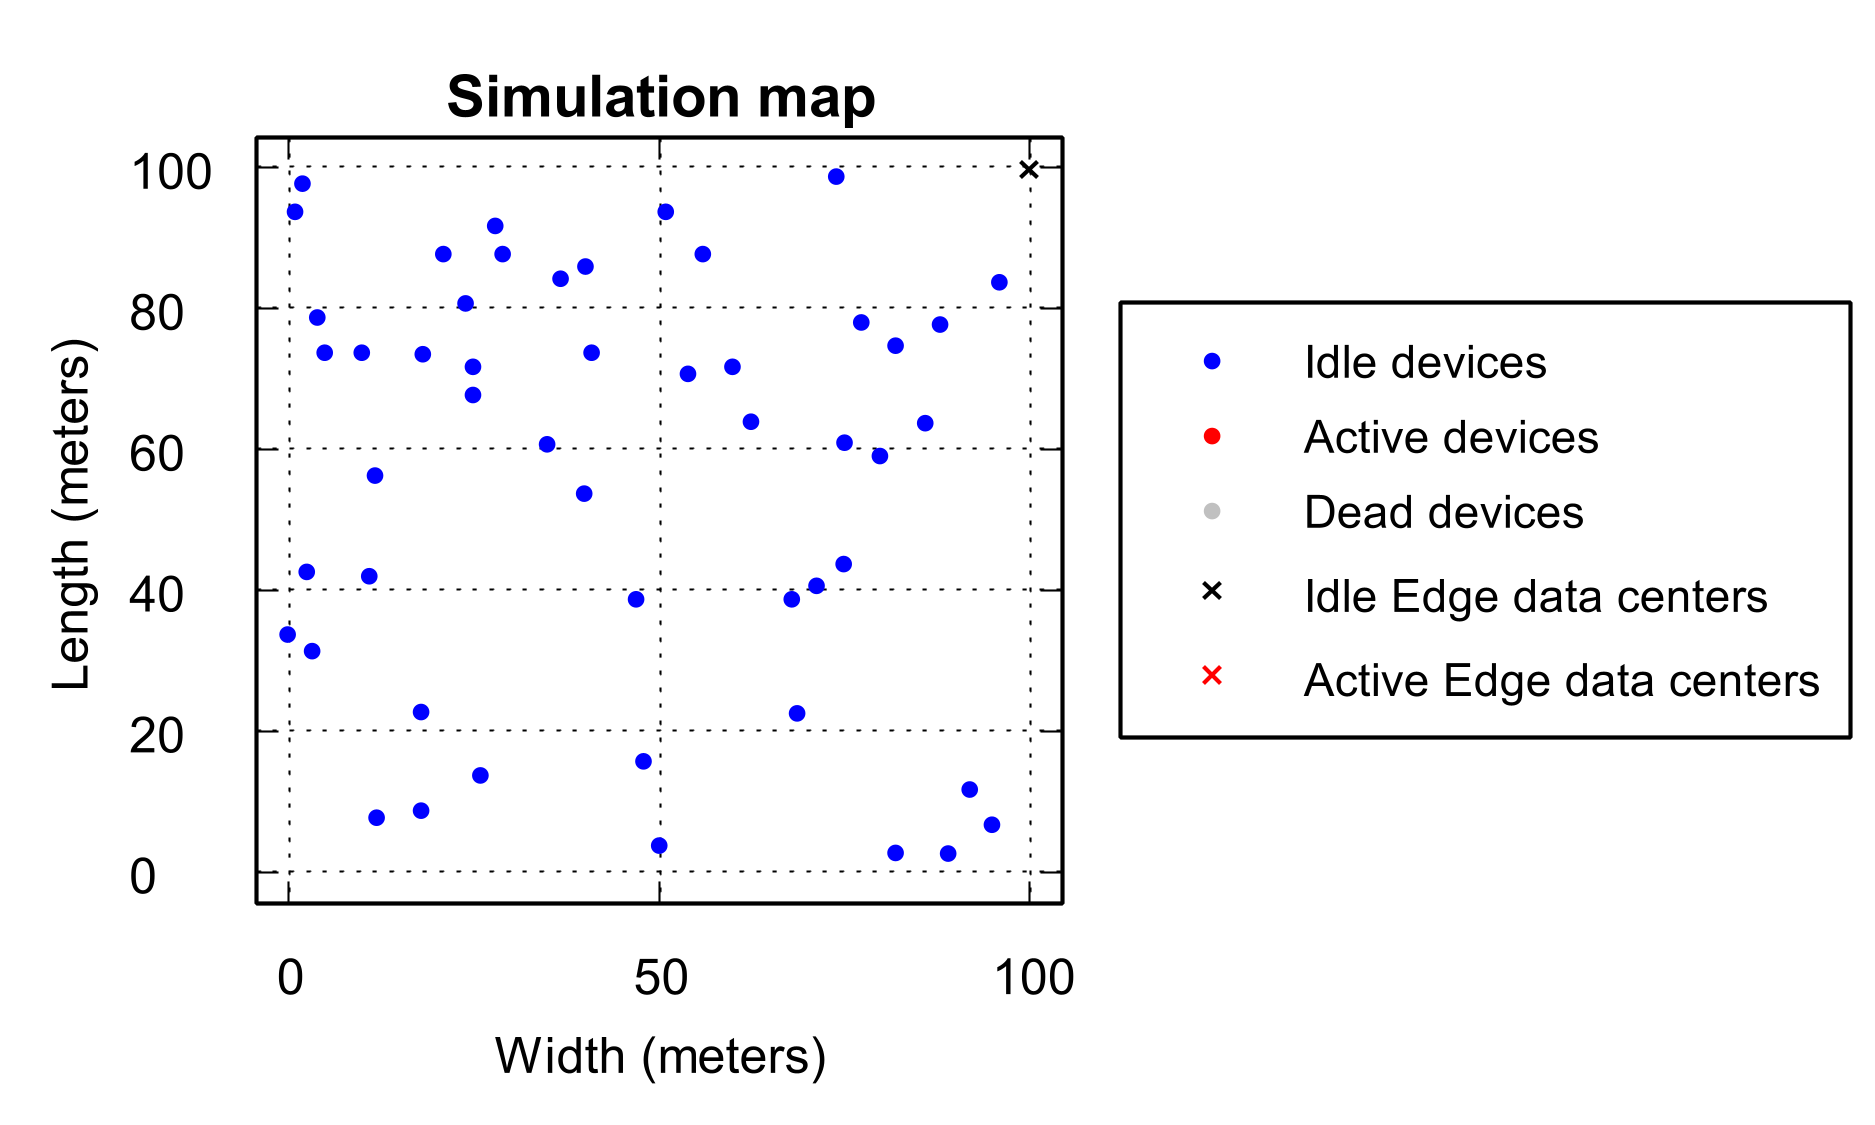 Simulation map
100
80
60
40
20
0
Length (meters)
0 50 100
Width (meters)
Idle devices
Active devices
Dead devices
Idle Edge data centers
Active Edge data centers